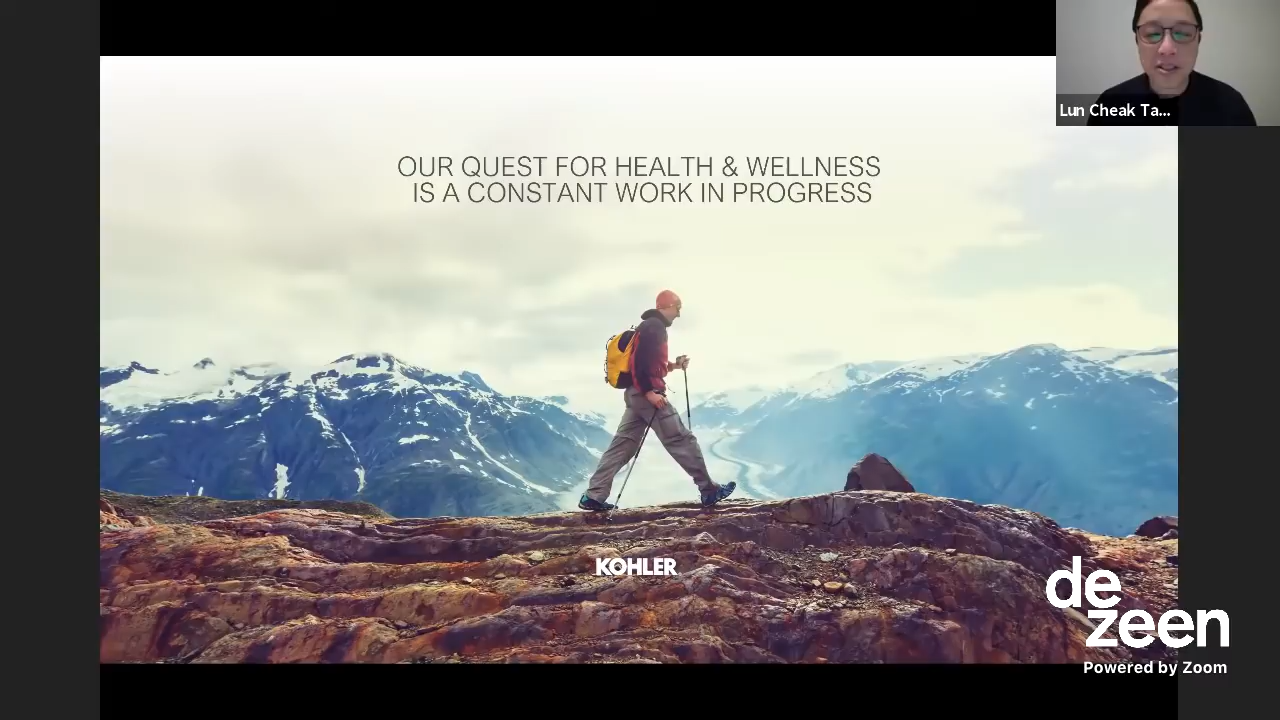 Lun Cheak Ta...
OUR QUEST FOR HEALTH & WELLNESS
IS A CONSTANT WORK IN PROGRESS
KOHLER
de
zeen
Powered by Zoom